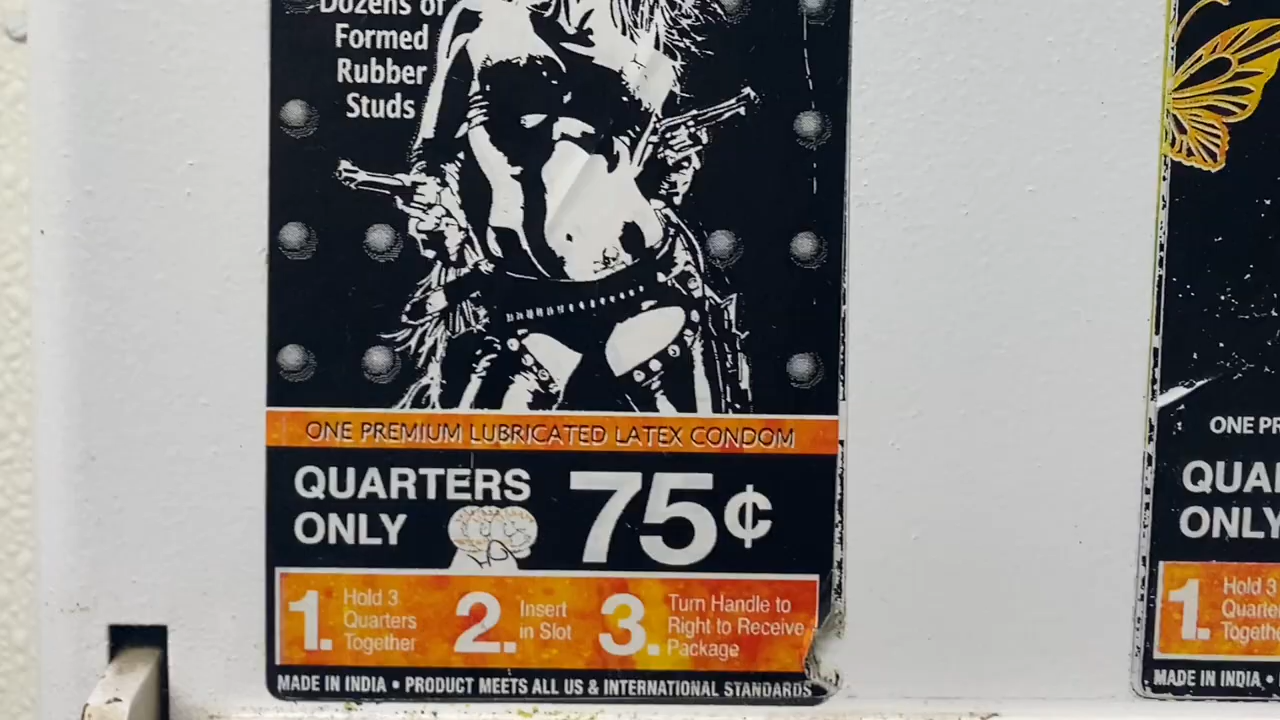 Dozens of
Formed
Rubber
Studs
ONE PREMIUM LUBRICATED LATEX CONDOM
QUARTERS
ONLY
75¢
1. Hold 3
Quarters
Together
2. Insert
in Slot
3. Turn Handle to
Right to Receive
Package
MADE IN INDIA • PRODUCT MEETS ALL US & INTERNATIONAL STANDARDS
ONE PR
QUAR
ONLY
1. Hold 3
Quarte
Togeth
MADE IN INDIA •